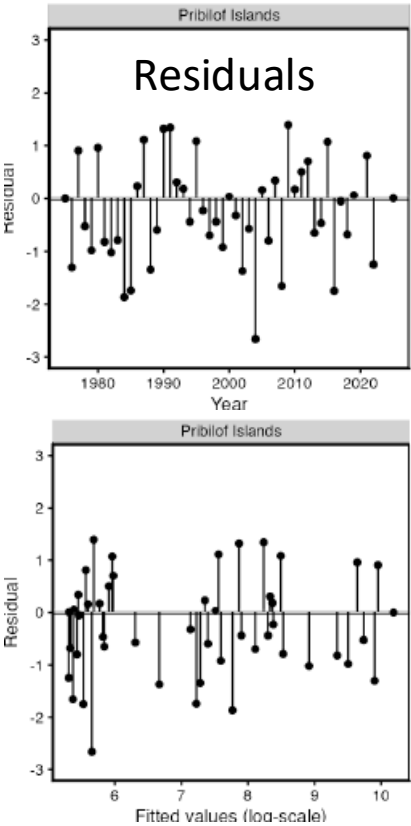 Pribilof Islands
Residuals
3
2
1
0
-1
-2
-3
Residual
1980 1990 2000 2010 2020
Year
Pribilof Islands
3
2
1
0
-1
-2
-3
Residual
6 7 8 9 10
Fitted values (log-scale)